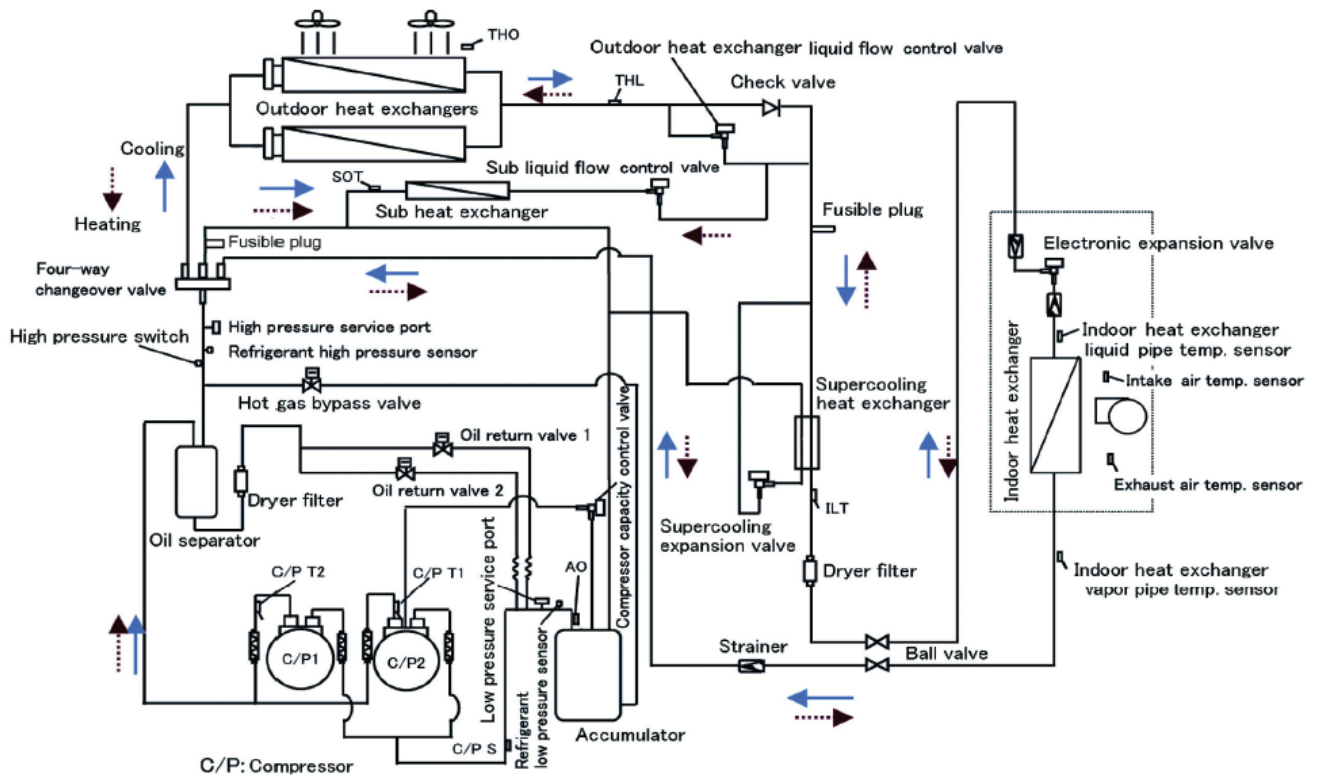 THO
Outdoor heat exchanger liquid flow control valve
THL
Check valve
Outdoor heat exchangers
Cooling
Sub liquid flow control valve
SOT
Sub heat exchanger
Heating
Fusible plug
Fusible plug
Electronic expansion valve
Four-way
changeover valve
High pressure service port
High pressure switch
Refrigerant high pressure sensor
Indoor heat exchanger
liquid pipe temp. sensor
Intake air temp. sensor
Indoor heat exchanger
Exhaust air temp. sensor
Hot gas bypass valve
Supercooling
heat exchanger
Compressor capacity control valve
Oil return valve 1
Oil return valve 2
Dryer filter
Oil separator
ILT
Supercooling
expansion valve
C/P T2
C/P T1
Low pressure service port
AO
Dryer filter
Indoor heat exchanger
vapor pipe temp. sensor
C/P1
C/P2
Strainer
Ball valve
Refrigerant
low pressure sensor
C/P S
Accumulator
C/P: Compressor